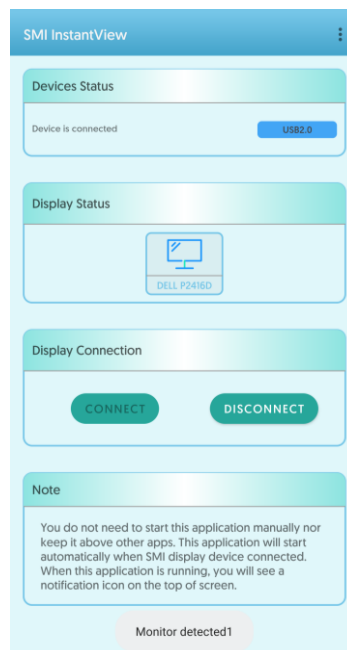 SMI InstantView
Devices Status
Device is connected
USB2.0
Display Status
DELL P2416D
Display Connection
CONNECT
DISCONNECT
Note
You do not need to start this application manually nor
keep it above other apps. This application will start
automatically when SMI display device connected.
When this application is running, you will see a
notification icon on the top of screen.
Monitor detected1